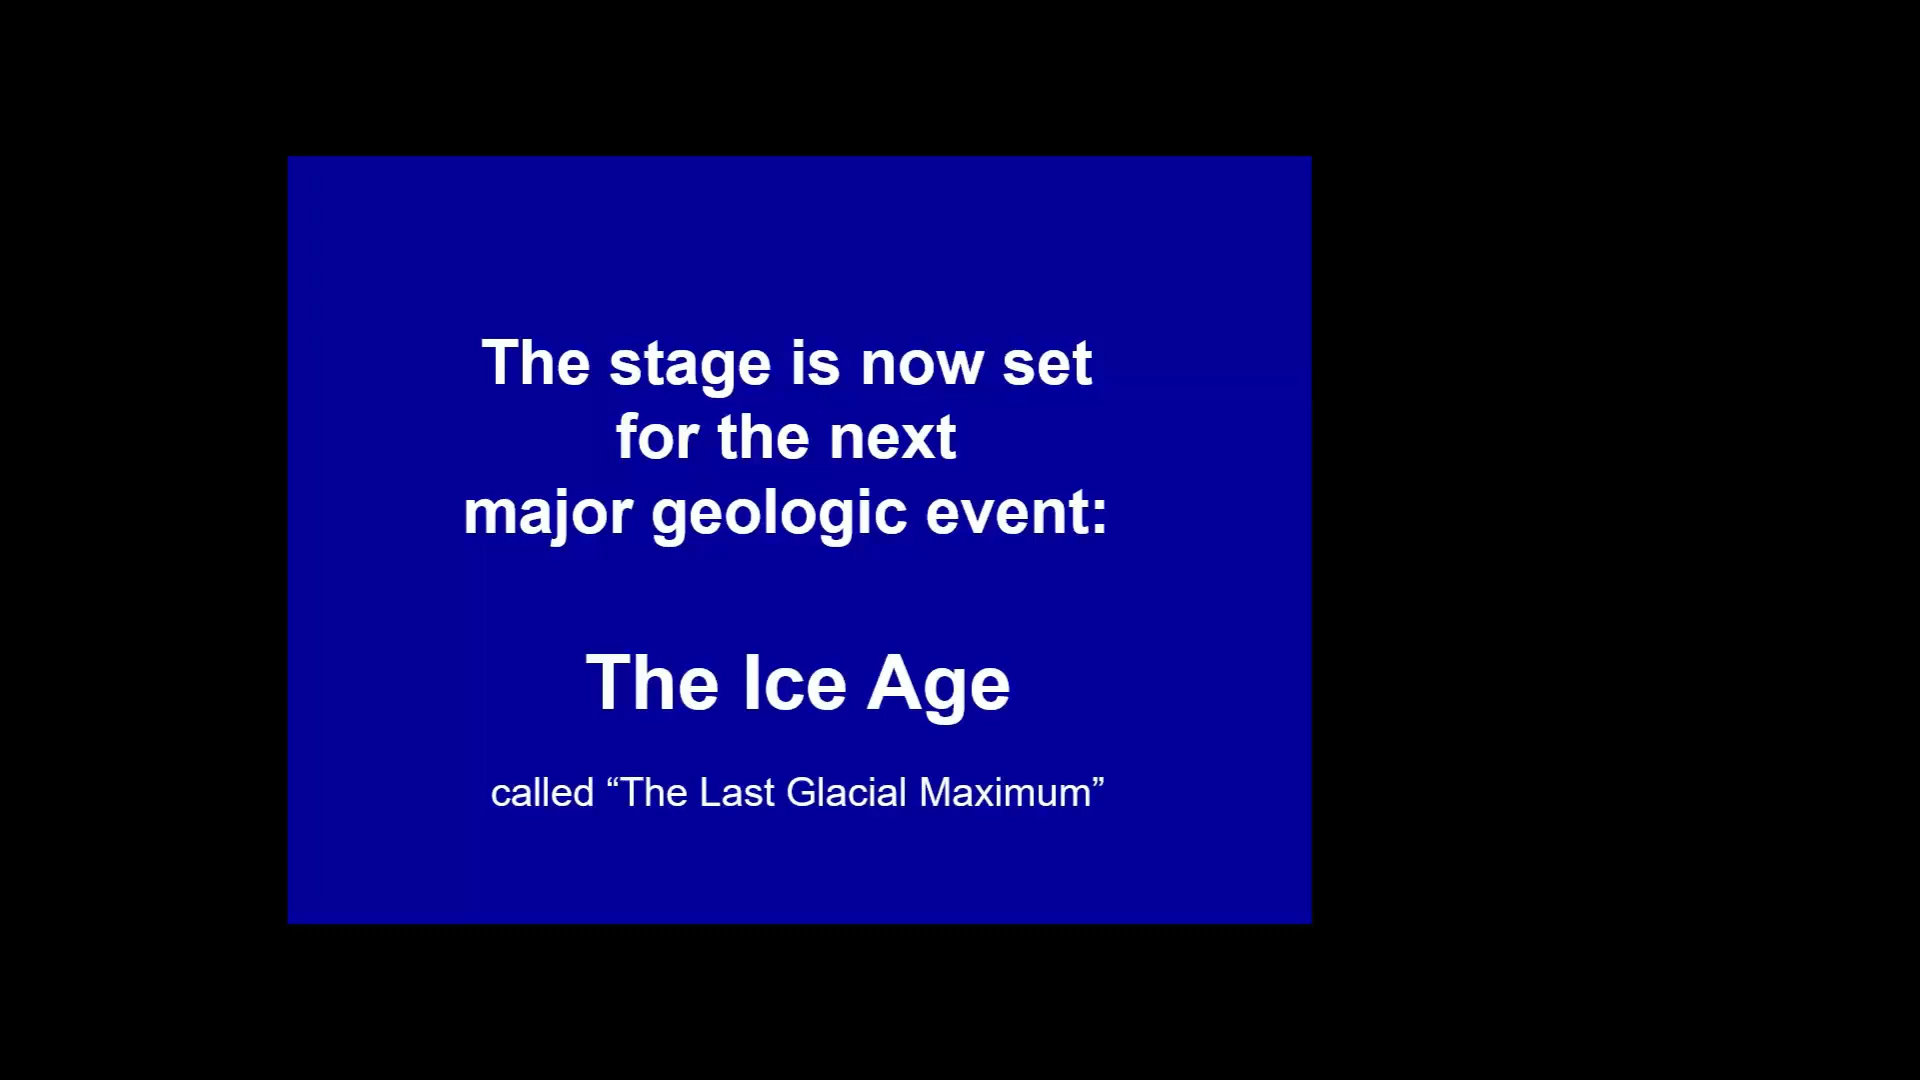 The stage is now set
for the next
major geologic event:
The Ice Age
called “The Last Glacial Maximum”